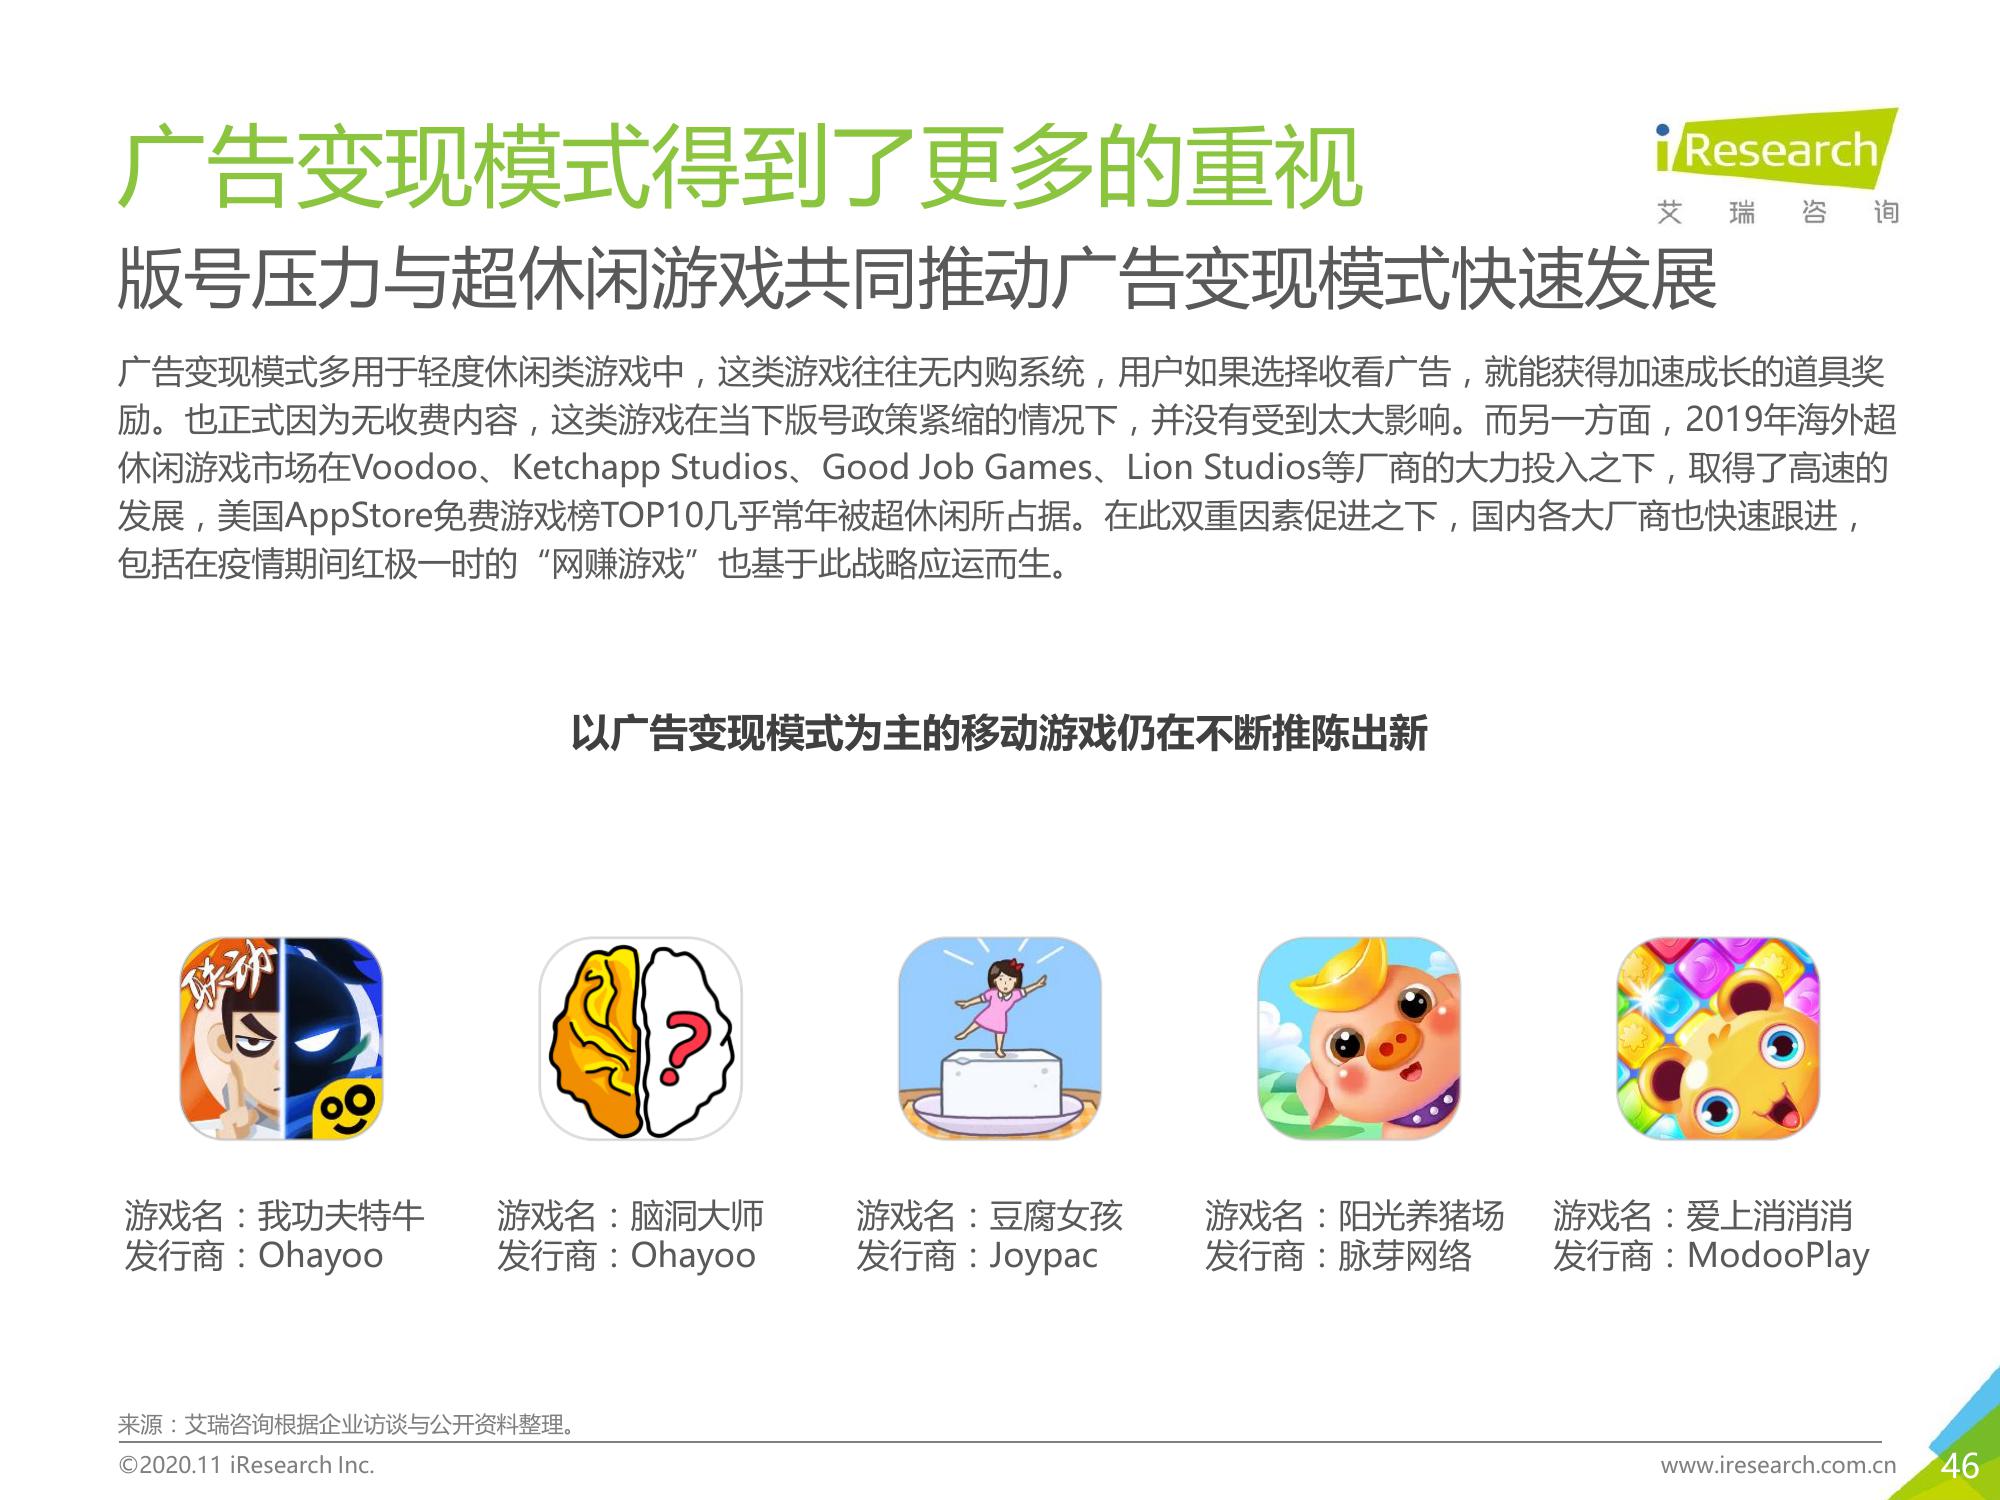 广告变现模式得到了更多的重视
iResearch
艾瑞咨询
版号压力与超休闲游戏共同推动广告变现模式快速发展
广告变现模式多用于轻度休闲类游戏中，这类游戏往往无内购系统，用户如果选择收看广告，就能获得加速成长的道具奖
励。也正式因为无收费内容，这类游戏在当下版号政策紧缩的情况下，并没有受到太大影响。而另一方面，2019年海外超
休闲游戏市场在Voodoo、Ketchapp Studios、Good Job Games、Lion Studios等厂商的大力投入之下，取得了高速的
发展，美国AppStore免费游戏榜TOP10几乎常年被超休闲所占据。在此双重因素促进之下，国内各大厂商也快速跟进，
包括在疫情期间红极一时的“网赚游戏”也基于此战略应运而生。
以广告变现模式为主的移动游戏仍在不断推陈出新
联动
?
游戏名：我功夫特牛
发行商：Ohayoo
游戏名：脑洞大师
发行商：Ohayoo
游戏名：豆腐女孩
发行商：Joypac
游戏名：阳光养猪场
发行商：脉芽网络
游戏名：爱上消消消
发行商：ModooPlay
来源：艾瑞咨询根据企业访谈与公开资料整理。
©2020.11 iResearch Inc.
www.iresearch.com.cn
46